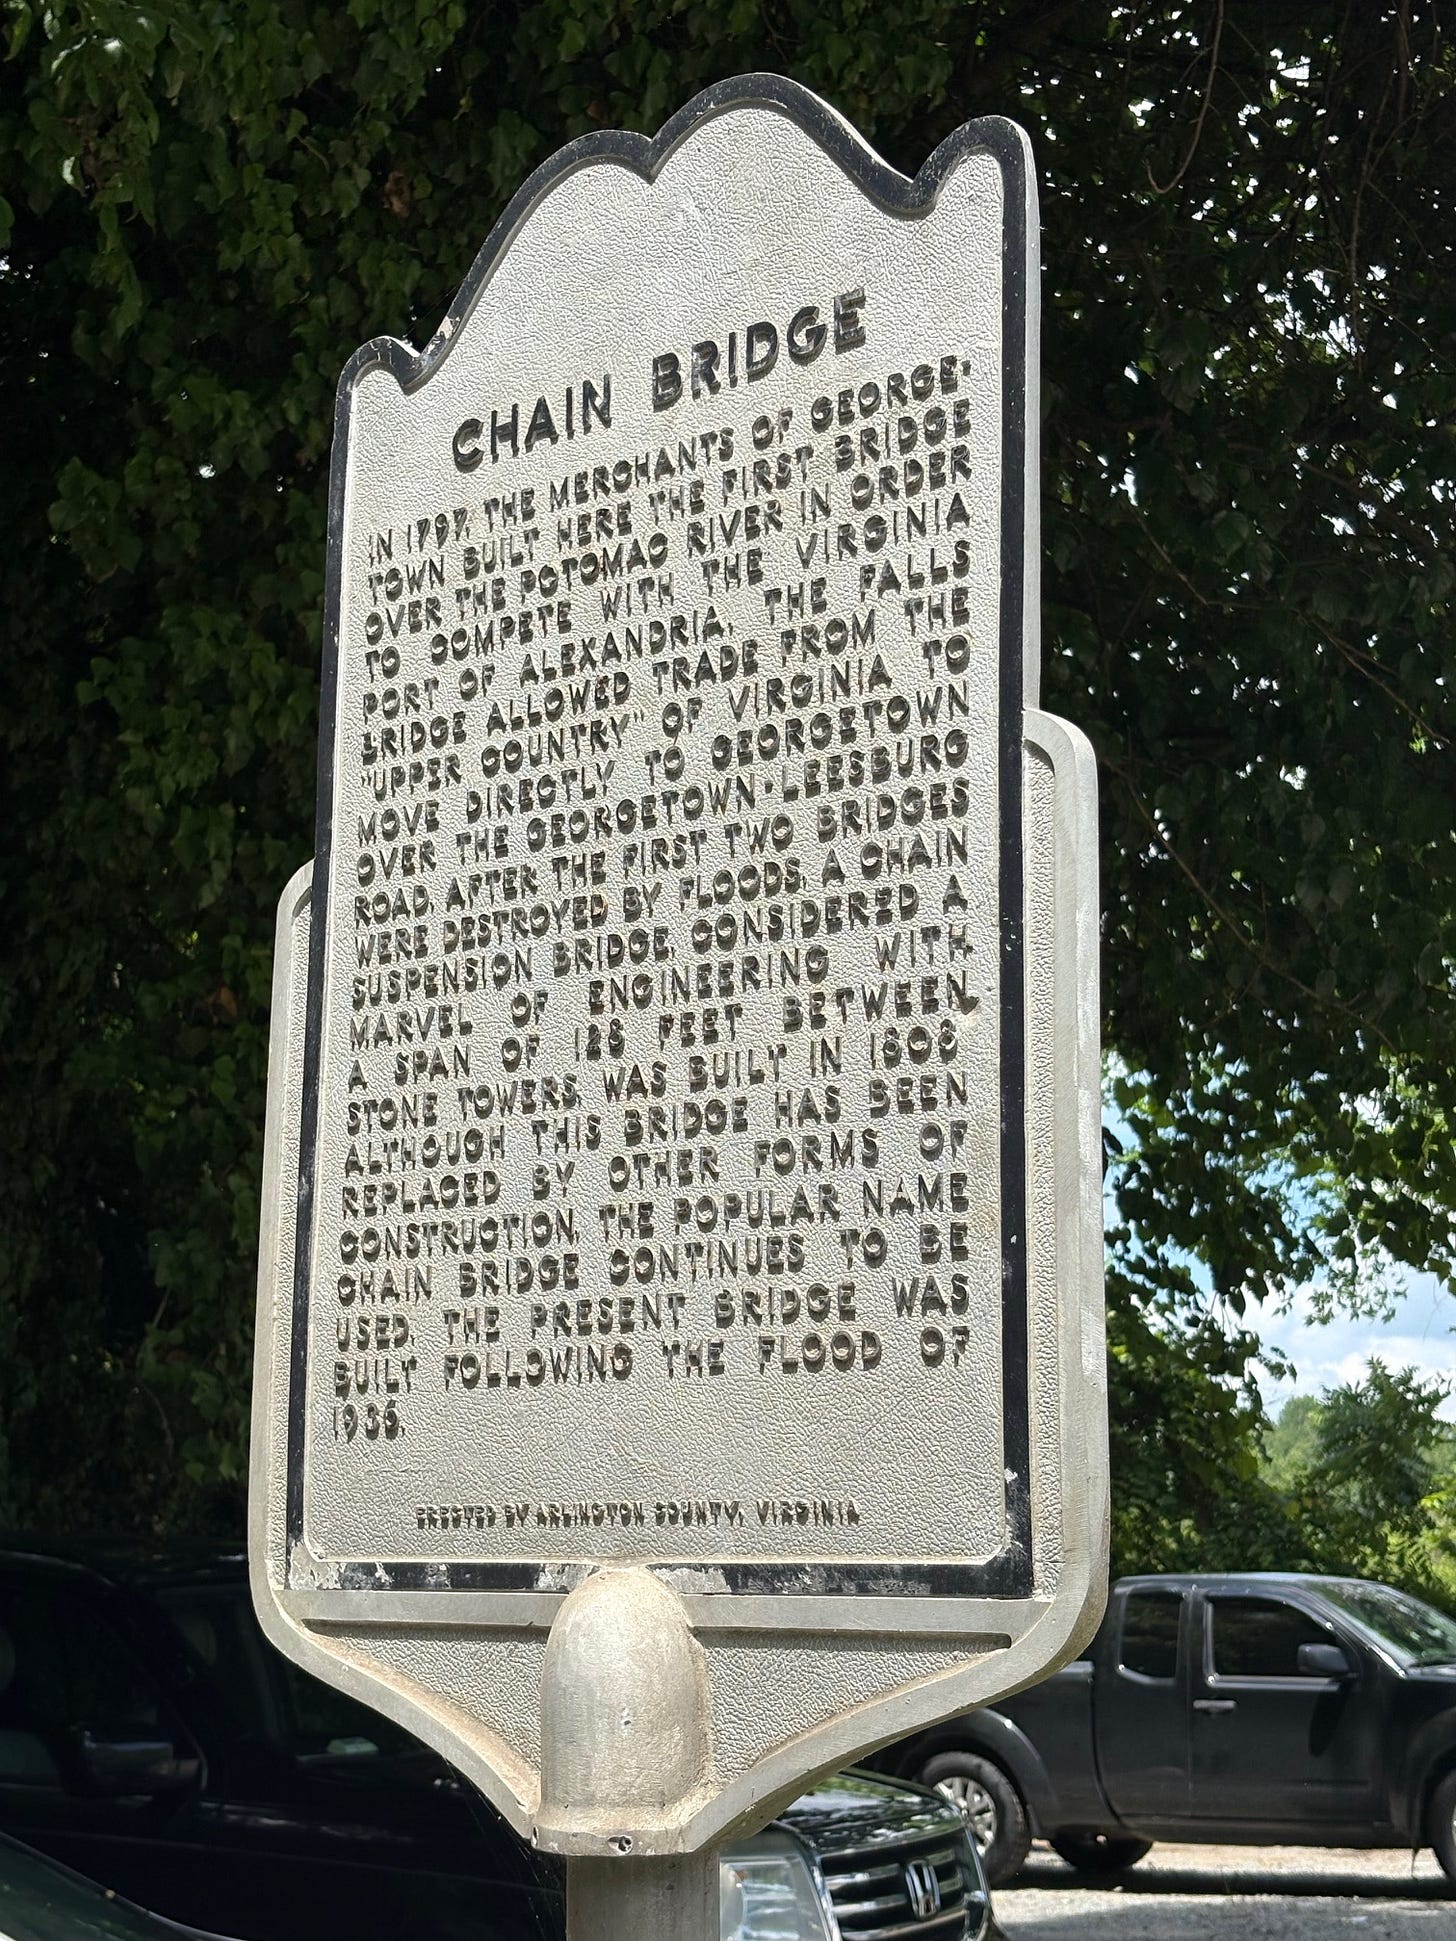 CHAIN BRIDGE
IN 1797, THE MERCHANTS OF GEORGE-
TOWN BUILT HERE THE FIRST BRIDGE
OVER THE POTOMAC RIVER IN ORDER
TO COMPETE WITH THE VIRGINIA
PORT OF ALEXANDRIA. THE FALLS
BRIDGE ALLOWED TRADE FROM THE
"UPPER COUNTRY" OF VIRGINIA TO
MOVE DIRECTLY TO GEORGETOWN
OVER THE GEORGETOWN-LEESBURG
ROAD. AFTER THE FIRST TWO BRIDGES
WERE DESTROYED BY FLOODS, A CHAIN
SUSPENSION BRIDGE, CONSIDERED A
MARVEL OF ENGINEERING WITH
A SPAN OF 128 FEET BETWEEN
STONE TOWERS, WAS BUILT IN 1808
ALTHOUGH THIS BRIDGE HAS BEEN
REPLACED BY OTHER FORMS OF
CONSTRUCTION, THE POPULAR NAME
CHAIN BRIDGE CONTINUES TO BE
USED. THE PRESENT BRIDGE WAS
BUILT FOLLOWING THE FLOOD OF
1936.
ERECTED BY ARLINGTON COUNTY, VIRGINIA